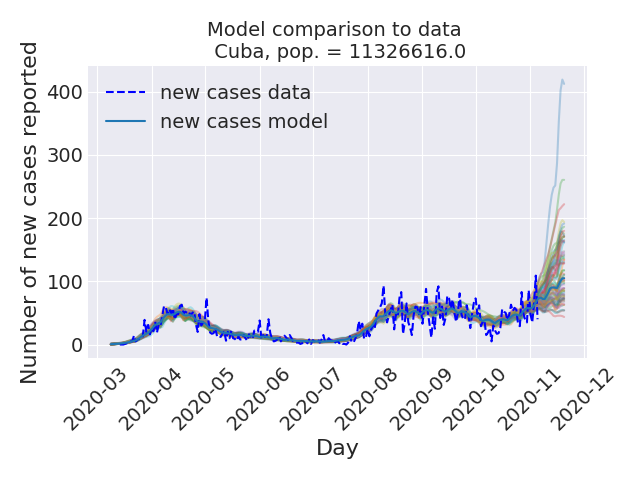 Model comparison to data
Cuba, pop. = 11326616.0
Number of new cases reported
400
300
200
100
0
new cases data
new cases model
2020-03
2020-04
2020-05
2020-06
2020-07
2020-08
2020-09
2020-10
2020-11
2020-12
Day